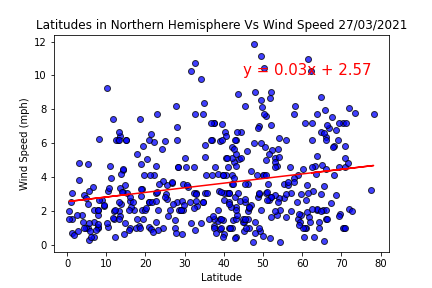 Latitudes in Northern Hemisphere Vs Wind Speed 27/03/2021
12
10
8
6
4
2
0
Wind Speed (mph)
y = 0.03x + 2.57
0 10 20 30 40 50 60 70 80
Latitude